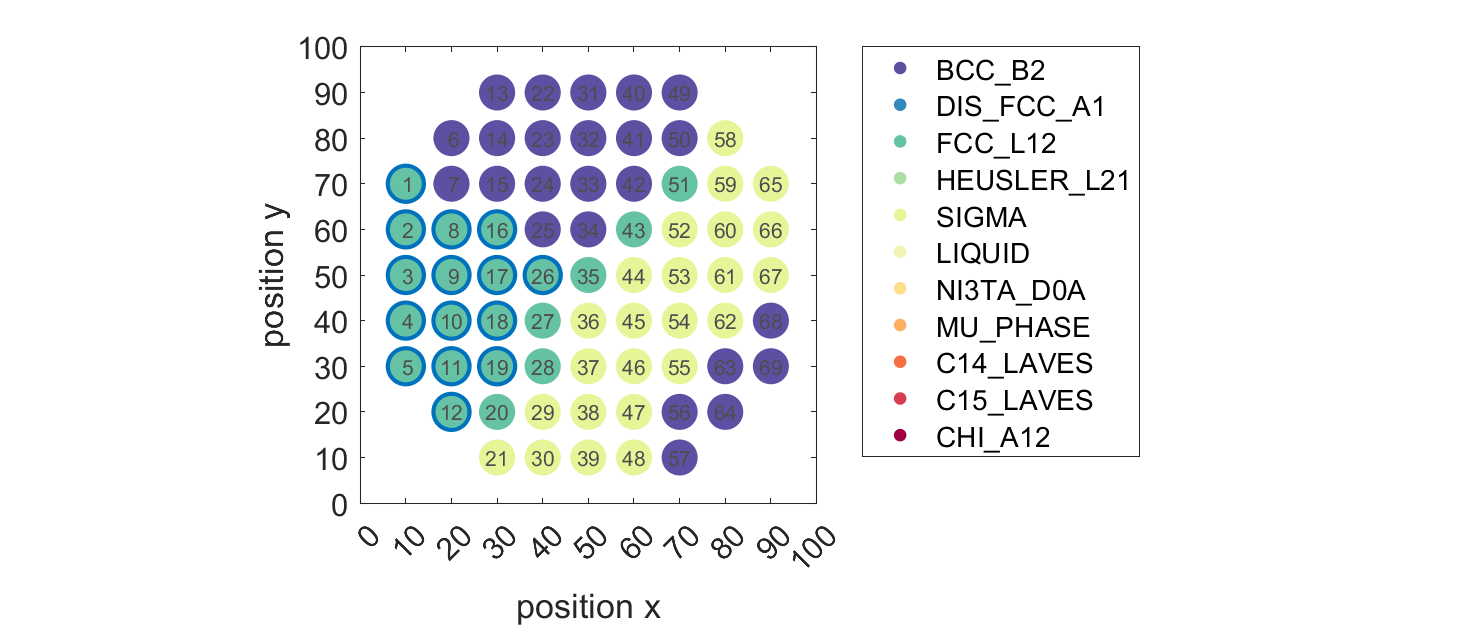 100
90
80
70
60
50
40
30
20
10
0
position y
13 22 31 40 49
6 14 23 32 41 50 58
1 7 15 24 33 42 51 59 65
2 8 16 25 34 43 52 60 66
3 9 17 26 35 44 53 61 67
4 10 18 27 36 45 54 62 68
5 11 19 28 37 46 55 63 69
12 20 29 38 47 56 64
21 30 39 48 57
0 10 20 30 40 50 60 70 80 90 100
position x
BCC_B2
DIS_FCC_A1
FCC_L12
HEUSLER_L21
SIGMA
LIQUID
NI3TA_D0A
MU_PHASE
C14_LAVES
C15_LAVES
CHI_A12